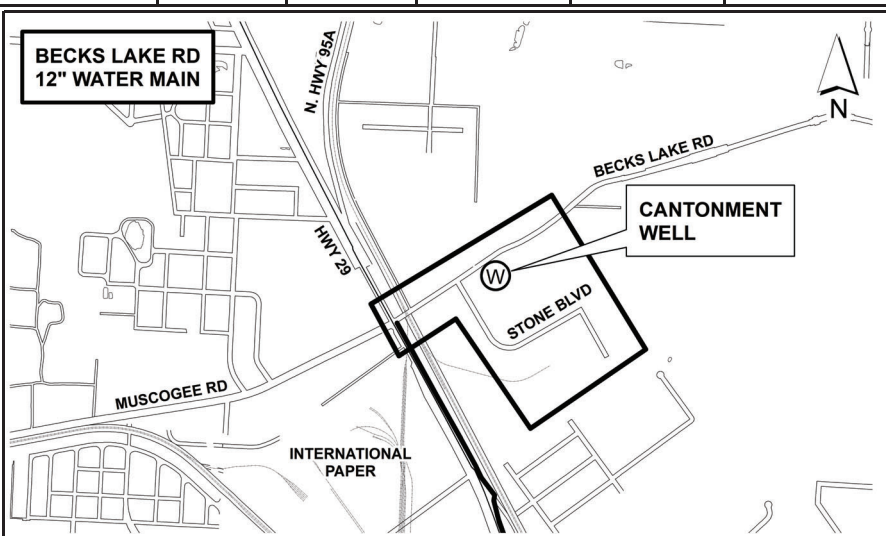 BECKS LAKE RD
12" WATER MAIN
N. HWY 95A
N
BECKS LAKE RD
CANTONMENT
WELL
HWY 29
W
STONE BLVD
MUSCOGEE RD
INTERNATIONAL
PAPER